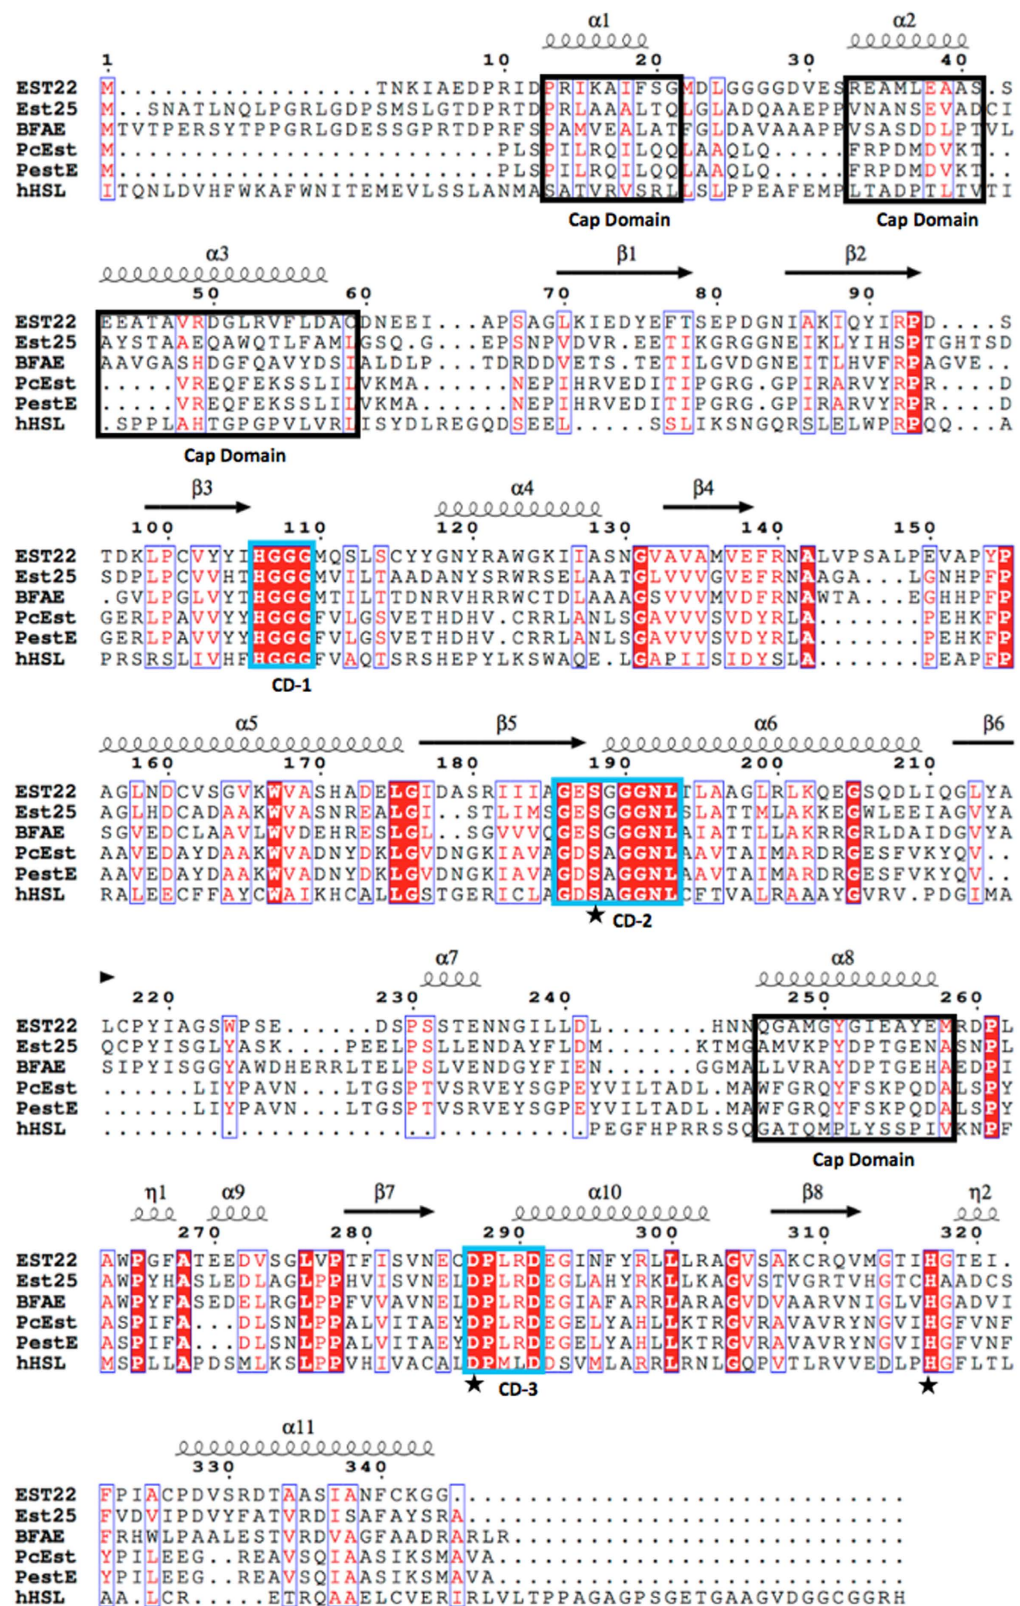 α1 α2
1 10 20 30 40
EST22 M..................TNKIAEDPRIDPRIKAIFSGMDLGGGGDVESREAMLEAAS.S
Est25 M..SNATLNQLPGRLGDPSMSLGTDPRLAAALTQLGLADQAAEPPVNANSEVADCI
BFAE MTVTPERSYTPPGRLGDESSGPRTDPRFSPAMVEALATFGLDAVAAAPPVSASDDLPTVL
PcEst M.........................PLSPILRQILQQLAAQLQ.....FRPDMDVKT..
PestE M.........................PLSPILRQILQQLAAQLQ.....FRPDMDVKT..
hHSL ITQNLDVHFWKAFWNITEMEVLSSLANMASATVRVSRLLSLPPEAFEMPLTADPTLTVTI
Cap Domain Cap Domain
α3 β1 β2
50 60 70 80 90
EST22 EEATAVRDGLRVFLDACDNEEI...APSAGLKIEDYEFTSEPDGNIAKIQYIRPD....S
Est25 AYSTAAEQAWQTLFAMLGSQ.G...EPSNPVDVR.EETIKGRGGNEIKLYIHSPTGHTSD
BFAE AAVGASHDGFQAVYDSIALDLP...TDRDDVETS.TETILGVDGNEITLHVFRPAGVE..
PcEst .....VREQFEKSSLILVKMA......NEPIHRVEDITIPGRG.GPIRARVYRPR....D
PestE .....VREQFEKSSLILVKMA......NEPIHRVEDITIPGRG.GPIRARVYRPR....D
hHSL .SPPLAHTGPGPVLVRLISYDLREGQDSEEL....SSLIKSNGQRSLELWPRPQQ...A
Cap Domain
β3 α4 β4
100 110 120 130 140 150
EST22 TDKLPCVYYIHGGGMQSLSCYYGNYRAWGKIIASNGVAVAMVEFRNALVPSALPEVAPYP
Est25 SDPLPCVVHTHGGGMVILTAADANYSRWRSELAATGLVVVGVEFRNAAGA...LGNHPFP
BFAE .GVLPGLVYTHGGGMTILTTDNRVHRRWCTDLAAAGSVVVMVDFRNAWTA...EGHHPFP
PcEst GERLPAVVYYHGGGFVLGSVETHDHV.CRRLANLSGAVVVSVDYRLA.......PEHKFP
PestE GERLPAVVYYHGGGFVLGSVETHDHV.CRRLANLSGAVVVSVDYRLA.......PEHKFP
hHSL PRSRSLIVHFHGGGFVAQTSRSHEPYLKSWAQE.LGAPIISIDYSLA.......PEAPFP
CD-1
α5 β5 α6 β6
160 170 180 190 200 210
EST22 AGLNDCVSGVKWVASHADELGIDASRIIIAGESGGGNLTLAAGLRLKQEGSQDLIQGLYA
Est25 AGLHDCADAAKWVASNREALGI..STLIMSGESGGGNLSLATTMLAKKEGWLEEIAGVYA
BFAE SGVEDCLAAVLWVDEHRESLGL..SGVVVQGESGGGNLAIATTLLAKRRGRLDAIDGVYA
PcEst AAVEDAYDAAKWVADNYDKLGVDNGKIAVAGDSAGGNLAAVTAIMARDRGESFVKYQV..
PestE AAVEDAYDAAKWVADNYDKLGVDNGKIAVAGDSAGGNLAAVTAIMARDRGESFVKYQV..
hHSL RALEECFFAYCWAIKHCALLGSTGERICLAGDSAGGNLCFTVALRAAAYGVRV.PDGIMA
CD-2
α7 α8
220 230 240 250 260
EST22 LCPYIAGSWPSE......DSPSSTENNGILLDL.......HNNQGAMGYGIEAYEMRDPL
Est25 QCPYISGLYASK....PEELPSLLENDAYFLDM.......KTMGAMVKPYDPTGENASNPL
BFAE SIPYISGGYAWDHERRLTELPSLVENDGYFIEN.......GGMALLVRAYDPTGEHAEDPI
PcEst ......LIYPAVN...LTGSPTVSRVEYSGPEYVILTADL.MAWFGRQYFSKPQDALSPY
PestE ......LIYPAVN...LTGSPTVSRVEYSGPEYVILTADL.MAWFGRQYFSKPQDALSPY
hHSL ................................PEGFHPRRSSQGATQMPLYSSPIVKNPF
Cap Domain
η1 α9 β7 α10 β8 η2
270 280 290 300 310 320
EST22 AWPGFATEEDVSGLVPTFISVNECDPLRDEGINFYRLLLRAGVSAKCRQVMGTIHGTEI.
Est25 AWPYHASLEDLAGLPPHVISVNELDPLRDEGLAHYRKLLKAGVSTVGRTVHGTCHAADCS
BFAE AWPYFASEDELRGLPPFVVAVNELDPLRDEGIAFARRLARAGVDVAARVNIGLVHGADVI
PcEst ASPIFA...DLSNLPPALVITAEYDPLRDEGELYAHLLKTRGVRAVAVRYNGVIHGFVNF
PestE ASPIFA...DLSNLPPALVITAEYDPLRDEGELYAHLLKTRGVRAVAVRYNGVIHGFVNF
hHSL MSPLLAPDSMLKSLPPVHIVACALDPMLDDSVMLARRLRNLGQPVTLRVVEDLPHGFLTL
CD-3
α11
330 340
EST22 FPIACPDVSRDTAASIANFCKGG..............................
Est25 FVDVIPDVYFATVRDISAFAYSRA.............................
BFAE FRHWLPAALESTVRDVAGFAADRARLR..........................
PcEst YPILEEG..REAVSQIAASIKSMAVA...........................
PestE YPILEEG..REAVSQIAASIKSMAVA...........................
hHSL AA.LCR.....ETRQAAELCVERIRLVLTPPAGAGPSGETGAAGVDGGCGGRH